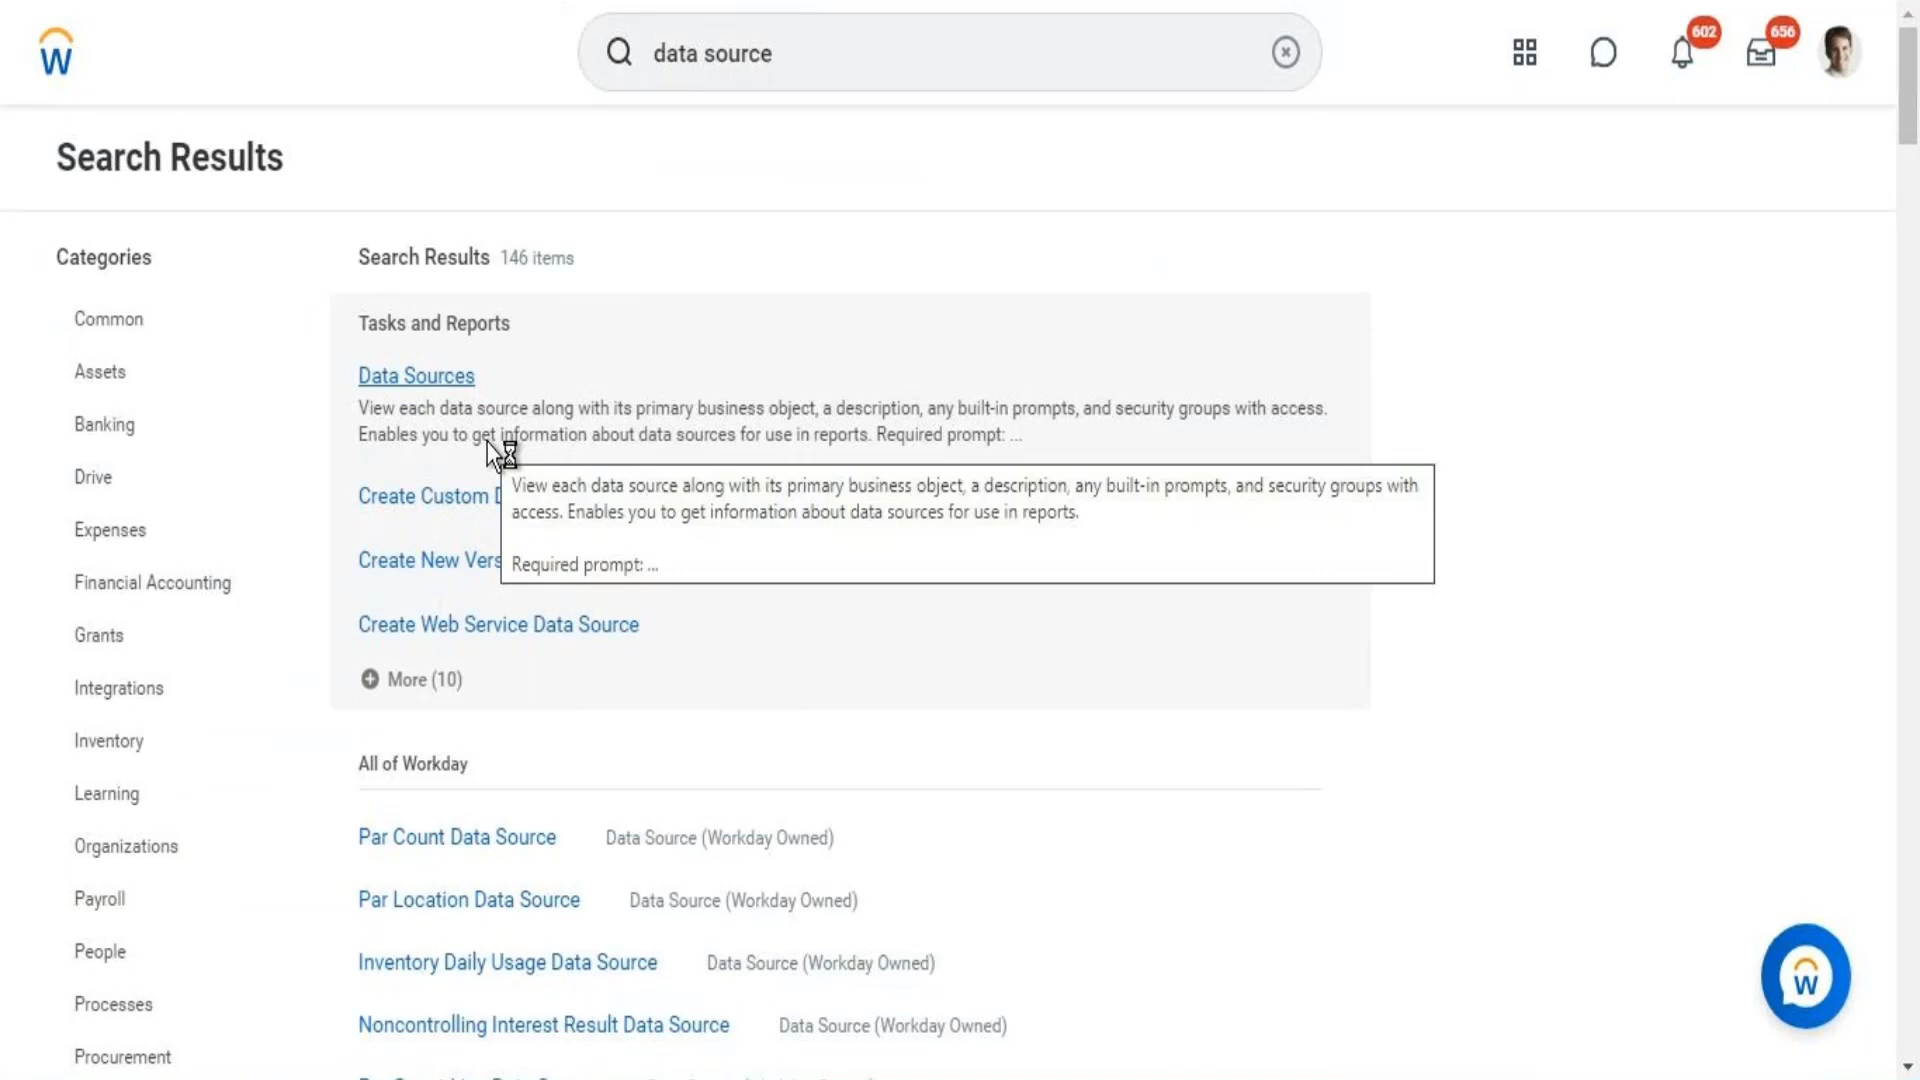 W
data source
602
656
Search Results
Categories
Common
Assets
Banking
Drive
Expenses
Financial Accounting
Grants
Integrations
Inventory
Learning
Organizations
Payroll
People
Processes
Procurement
Search Results 146 items
Tasks and Reports
Data Sources
View each data source along with its primary business object, a description, any built-in prompts, and security groups with access.
Enables you to get information about data sources for use in reports. Required prompt: ...
Create Custom
View each data source along with its primary business object, a description, any built-in prompts, and security groups with
access. Enables you to get information about data sources for use in reports.
Create New Vers
Required prompt: ...
Create Web Service Data Source
More (10)
All of Workday
Par Count Data Source Data Source (Workday Owned)
Par Location Data Source Data Source (Workday Owned)
Inventory Daily Usage Data Source Data Source (Workday Owned)
Noncontrolling Interest Result Data Source Data Source (Workday Owned)
W